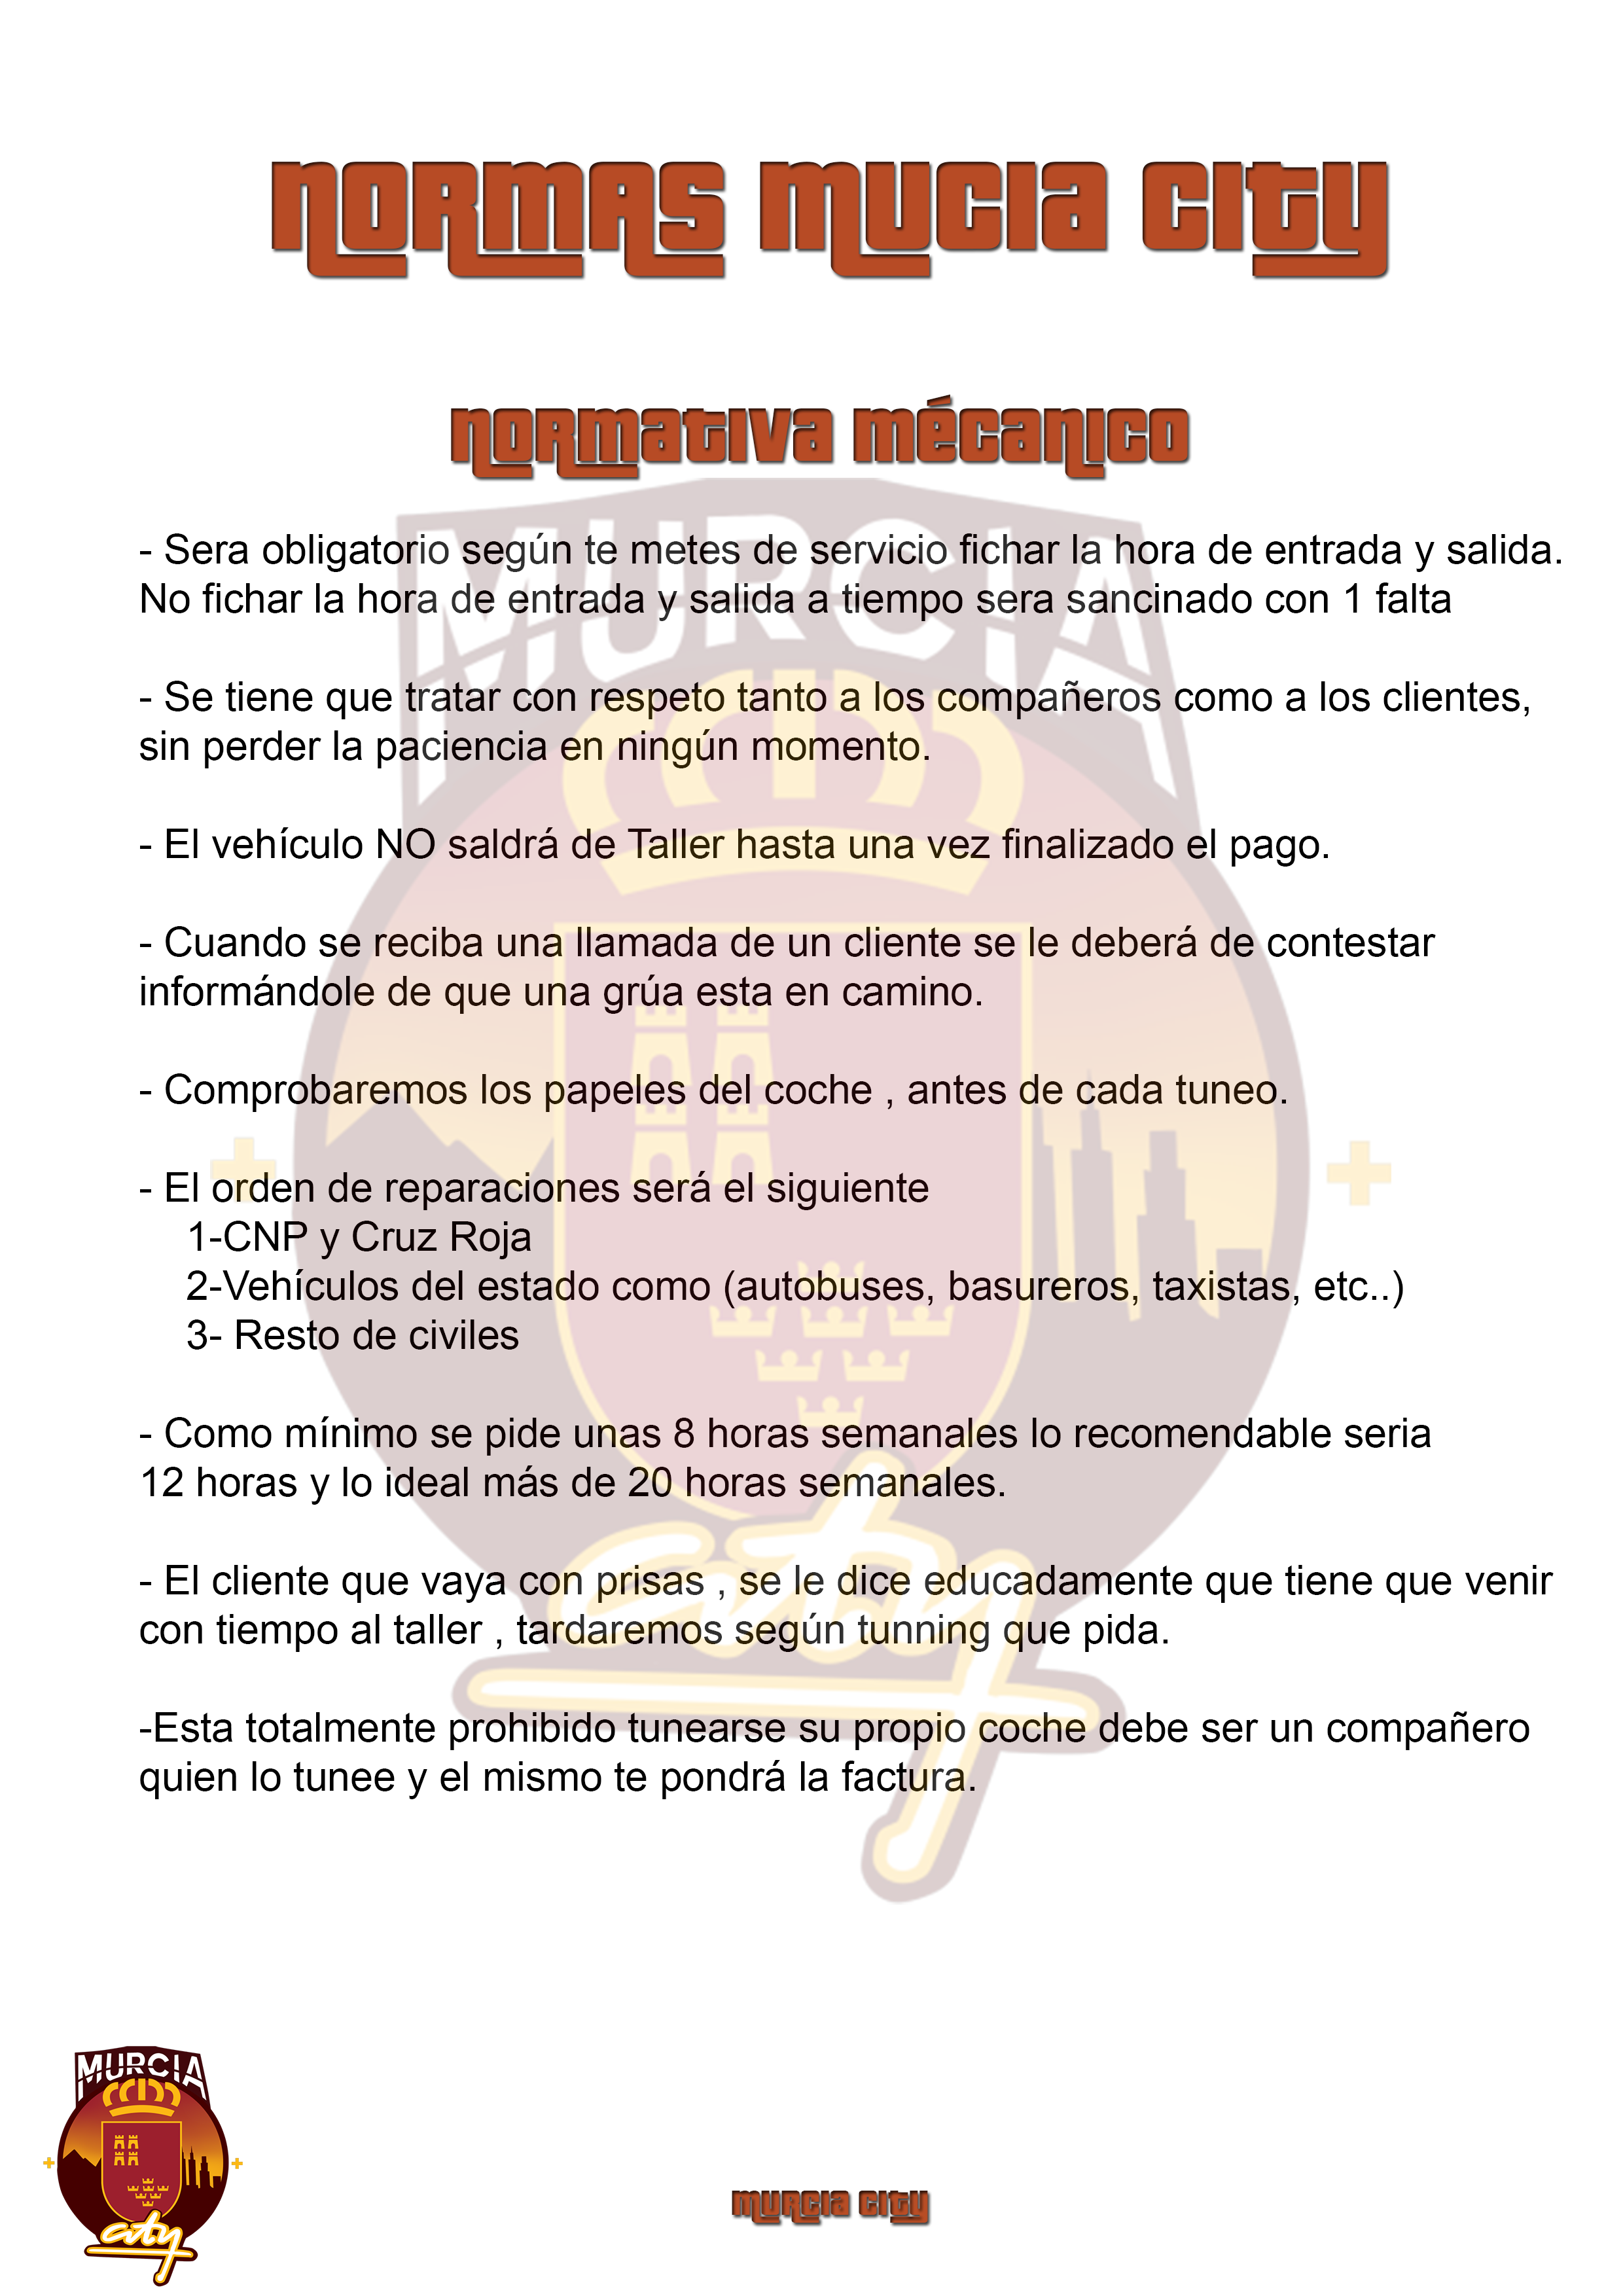 NORMAS MUCIA CITY
NORMATIVA MÉCANICO
- Sera obligatorio según te metes de servicio fichar la hora de entrada y salida.
No fichar la hora de entrada y salida a tiempo sera sancinado con 1 falta
- Se tiene que tratar con respeto tanto a los compañeros como a los clientes,
sin perder la paciencia en ningún momento.
- El vehículo NO saldrá de Taller hasta una vez finalizado el pago.
- Cuando se reciba una llamada de un cliente se le deberá de contestar
informándole de que una grúa esta en camino.
- Comprobaremos los papeles del coche , antes de cada tuneo.
- El orden de reparaciones será el siguiente
1-CNP y Cruz Roja
2-Vehículos del estado como (autobuses, basureros, taxistas, etc..)
3- Resto de civiles
- Como mínimo se pide unas 8 horas semanales lo recomendable seria
12 horas y lo ideal más de 20 horas semanales.
- El cliente que vaya con prisas , se le dice educadamente que tiene que venir
con tiempo al taller , tardaremos según tunning que pida.
-Esta totalmente prohibido tunearse su propio coche debe ser un compañero
quien lo tunee y el mismo te pondrá la factura.
MURCIA
city
MURCIA
city
MURCIA CITY